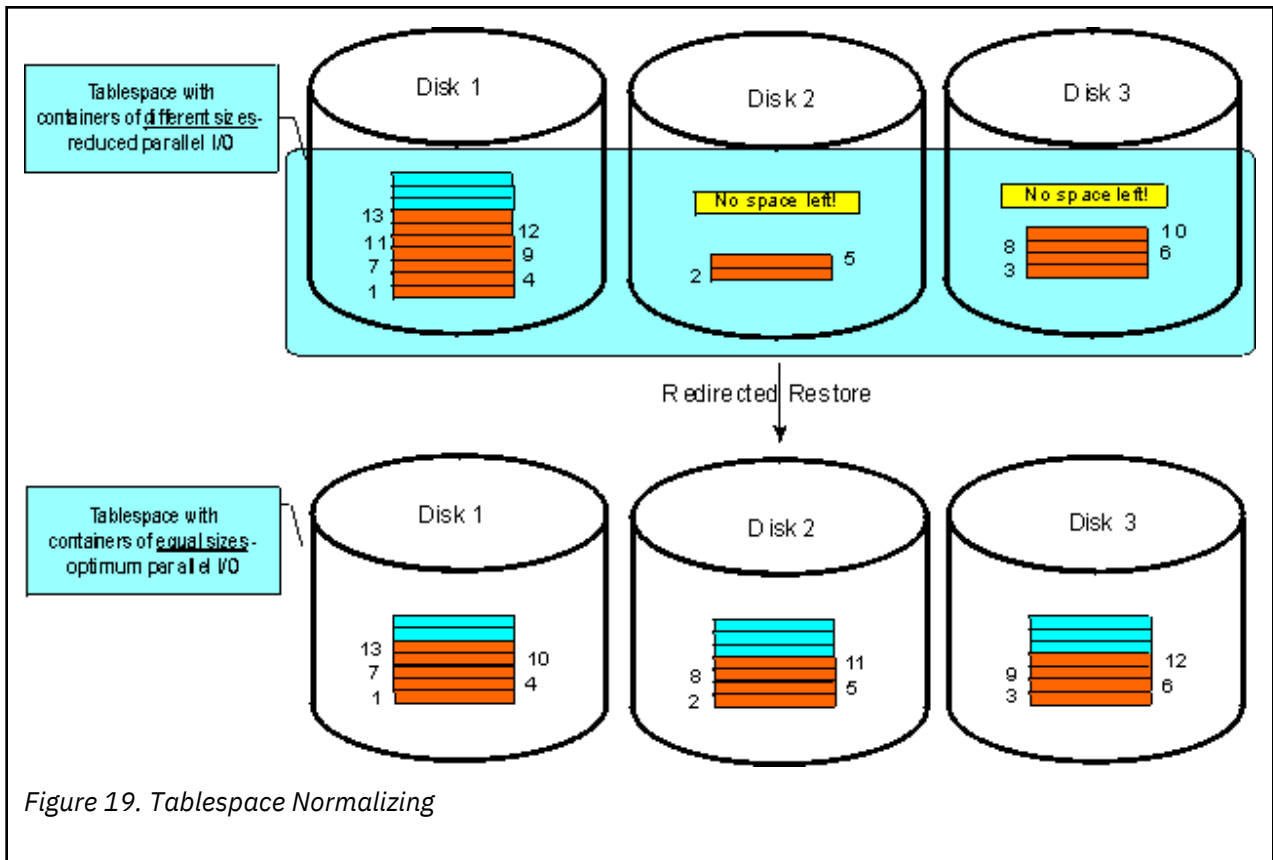 Disk 1
Disk 2
Disk 3
Tablespace with
containers of different sizes-
reduced parallel I/O
No space left!
No space left!
13
12
11
9
7
4
1
5
2
10
8
6
3
Redirected Restore
Disk 1
Disk 2
Disk 3
Tablespace with
containers of equal sizes-
optimum parallel I/O
13
10
7
4
1
11
8
5
2
12
9
6
3
Figure 19. Tablespace Normalizing